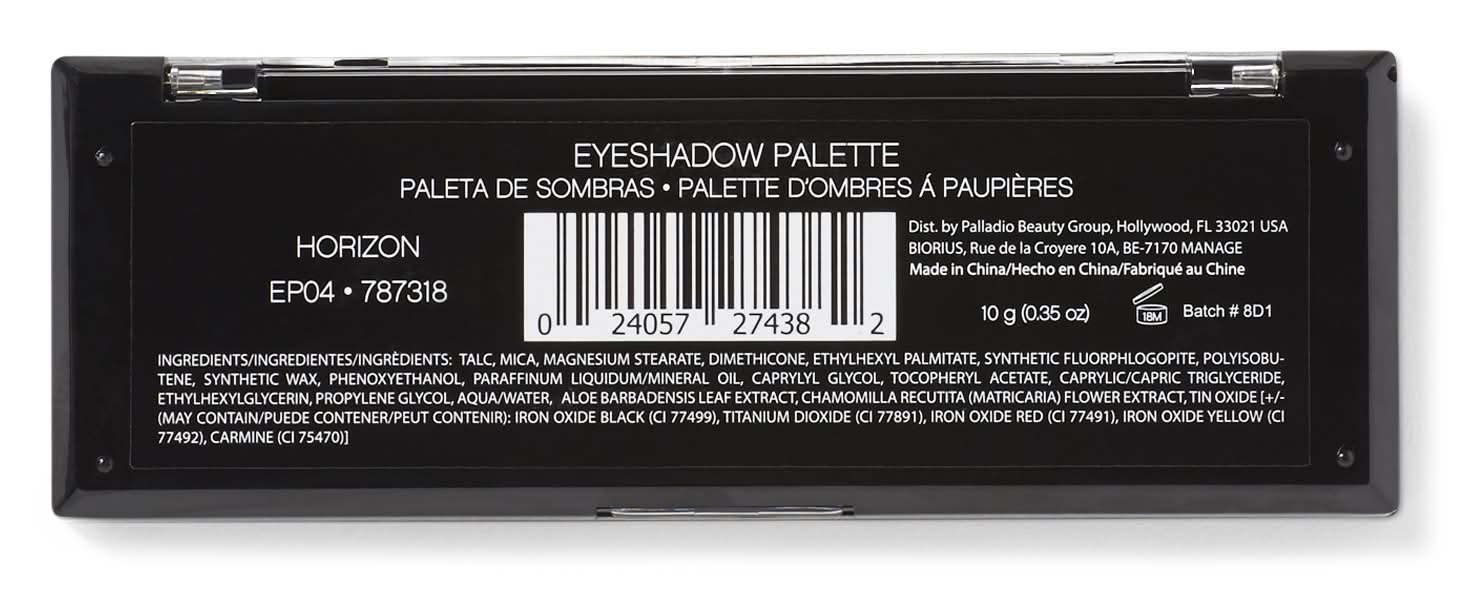 EYESHADOW PALETTE
PALETA DE SOMBRAS • PALETTE D'OMBRES Á PAUPIÈRES
HORIZON
EP04 • 787318
0 24057 27438 2
Dist. by Palladio Beauty Group, Hollywood, FL 33021 USA
BIORIUS, Rue de la Croyere 10A, BE-7170 MANAGE
Made in China/Hecho en China/Fabriqué au Chine
10 g (0.35 oz) 18M Batch # 8D1
INGREDIENTS/INGREDIENTES/INGRÈDIENTS: TALC, MICA, MAGNESIUM STEARATE, DIMETHICONE, ETHYLHEXYL PALMITATE, SYNTHETIC FLUORPHLOGOPITE, POLYISOBU-
TENE, SYNTHETIC WAX, PHENOXYETHANOL, PARAFFINUM LIQUIDUM/MINERAL OIL, CAPRYLYL GLYCOL, TOCOPHERYL ACETATE, CAPRYLIC/CAPRIC TRIGLYCERIDE,
ETHYLHEXYLGLYCERIN, PROPYLENE GLYCOL, AQUA/WATER, ALOE BARBADENSIS LEAF EXTRACT, CHAMOMILLA RECUTITA (MATRICARIA) FLOWER EXTRACT, TIN OXIDE [+/-
(MAY CONTAIN/PUEDE CONTENER/PEUT CONTENIR): IRON OXIDE BLACK (CI 77499), TITANIUM DIOXIDE (CI 77891), IRON OXIDE RED (CI 77491), IRON OXIDE YELLOW (CI
77492), CARMINE (CI 75470)]